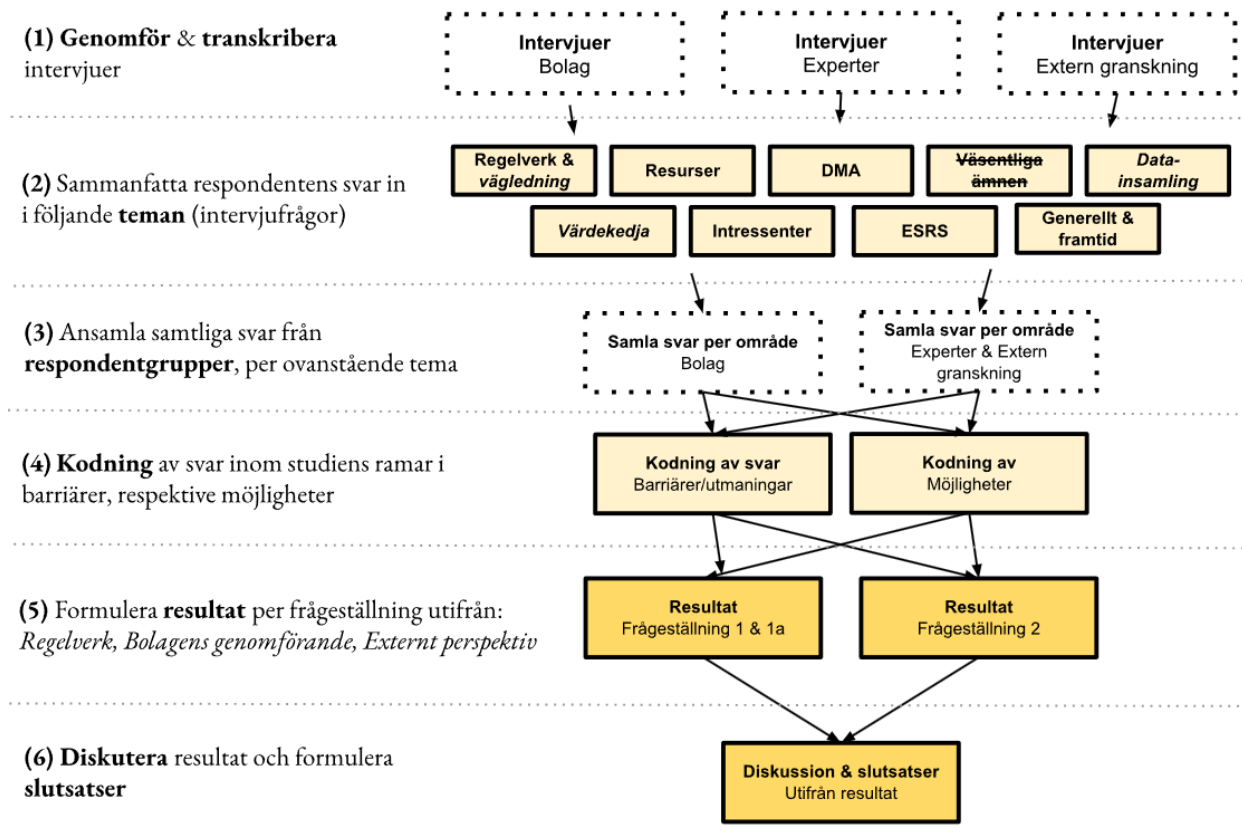 (1) Genomför & transkribera
intervjuer
Intervjuer
Bolag
Intervjuer
Experter
Intervjuer
Extern granskning
(2) Sammanfatta respondentens svar in
i följande teman (intervjufrågor)
Regelverk &
vägledning
Resurser
DMA
Väsentliga
ämnen
Data-
insamling
Värdekedja
Intressenter
ESRS
Generellt &
framtid
(3) Ansamla samtliga svar från
respondentgrupper, per ovanstående tema
Samla svar per område
Bolag
Samla svar per område
Experter & Extern
granskning
(4) Kodning av svar inom studiens ramar i
barriärer, respektive möjligheter
Kodning av svar
Barriärer/utmaningar
Kodning av
Möjligheter
(5) Formulera resultat per frågeställning utifrån:
Regelverk, Bolagens genomförande, Externt perspektiv
Resultat
Frågeställning 1 & 1a
Resultat
Frågeställning 2
(6) Diskutera resultat och formulera
slutsatser
Diskussion & slutsatser
Utifrån resultat